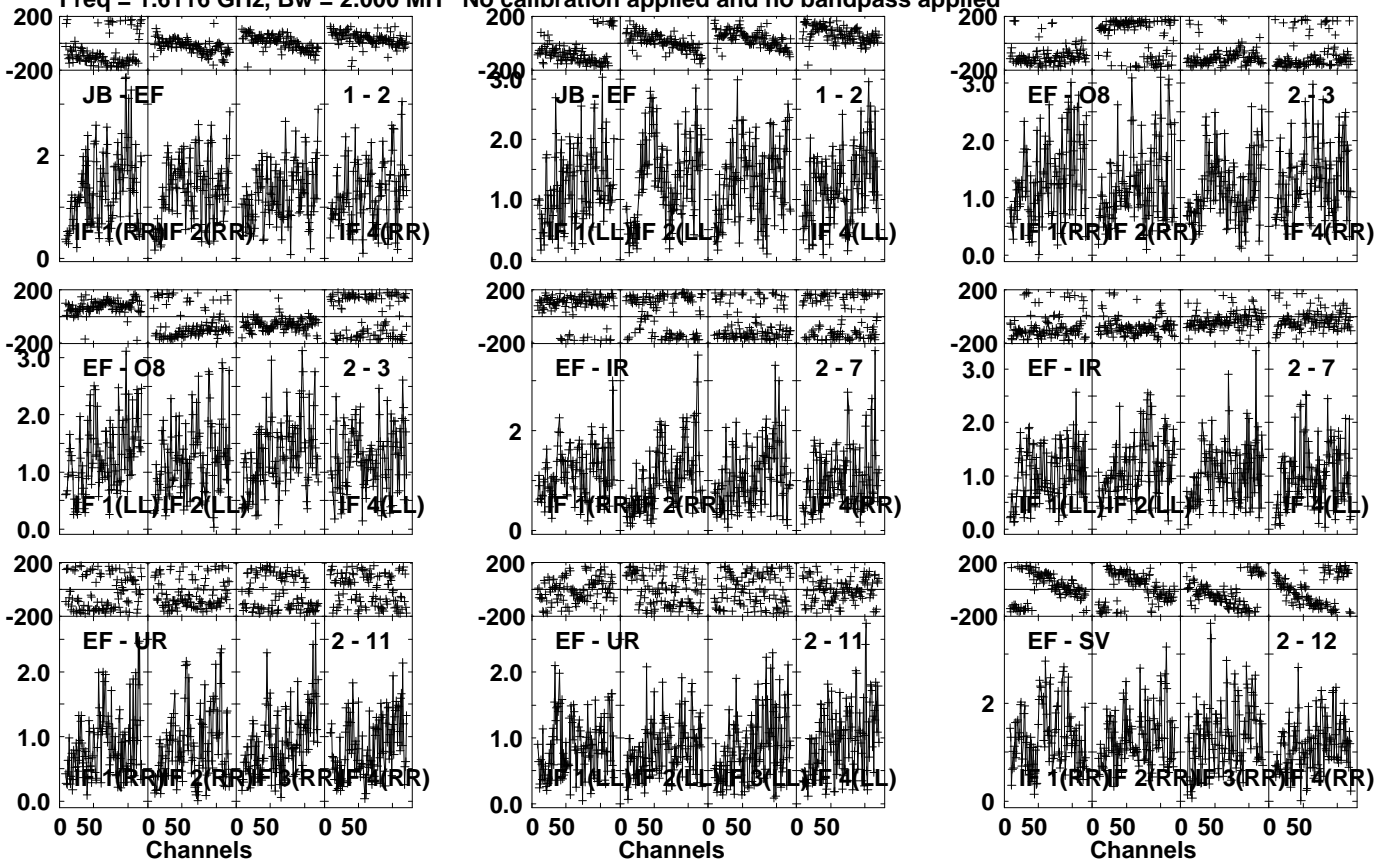 Freq = 1.6116 GHz, Bw = 2.000 MH No calibration applied and no bandpass applied
200
-200
JB - EF
1 - 2
2
0
IF 1(RR)
IF 2(RR)
IF 4(RR)
-200
3.0
JB - EF
1 - 2
2.0
1.0
0.0
IF 1(LL)
IF 2(LL)
IF 4(LL)
200
-200
3.0
EF - O8
2 - 3
2.0
1.0
0.0
IF 1(RR)
IF 2(RR)
IF 4(RR)
200
-200
3.0
EF - O8
2 - 3
2.0
1.0
0.0
IF 1(LL)
IF 2(LL)
IF 4(LL)
200
-200
EF - IR
2 - 7
2
0
IF 1(RR)
IF 2(RR)
IF 4(RR)
200
-200
3.0
EF - IR
2 - 7
2.0
1.0
0.0
IF 1(LL)
IF 2(LL)
IF 4(LL)
200
-200
EF - UR
2 - 11
2.0
1.0
0.0
IF 1(RR)
IF 2(RR)
IF 3(RR)
IF 4(RR)
0 50 0 50 0 50 0 50
Channels
200
-200
EF - UR
2 - 11
2.0
1.0
0.0
IF 1(LL)
IF 2(LL)
IF 3(LL)
IF 4(LL)
0 50 0 50 0 50 0 50
Channels
200
-200
EF - SV
2 - 12
2
0
IF 1(RR)
IF 2(RR)
IF 3(RR)
IF 4(RR)
0 50 0 50 0 50 0 50
Channels